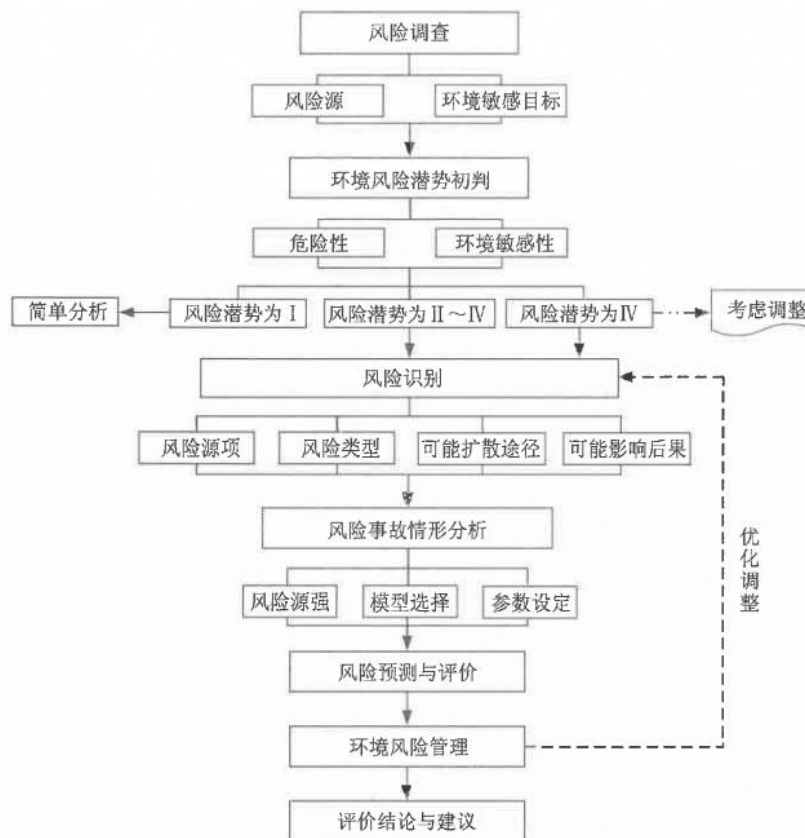 风险调查
风险源
环境敏感目标
环境风险潜势初判
危险性
环境敏感性
简单分析
风险潜势为Ⅰ
风险潜势为Ⅱ～Ⅳ
风险潜势为Ⅳ
考虑调整
风险识别
风险源项
风险类型
可能扩散途径
可能影响后果
风险事故情形分析
优化调整
风险源强
模型选择
参数设定
风险预测与评价
环境风险管理
评价结论与建议